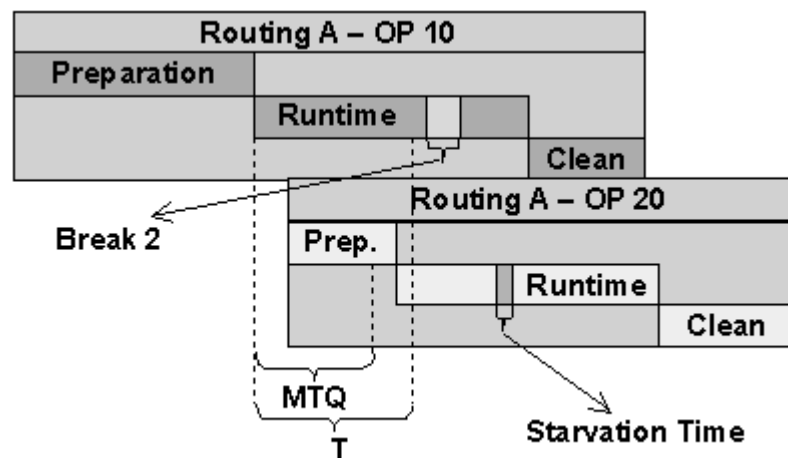 Routing A – OP 10
Preparation
Runtime
Clean
Routing A – OP 20
Break 2
Prep.
Runtime
Clean
MTQ
Starvation Time
T